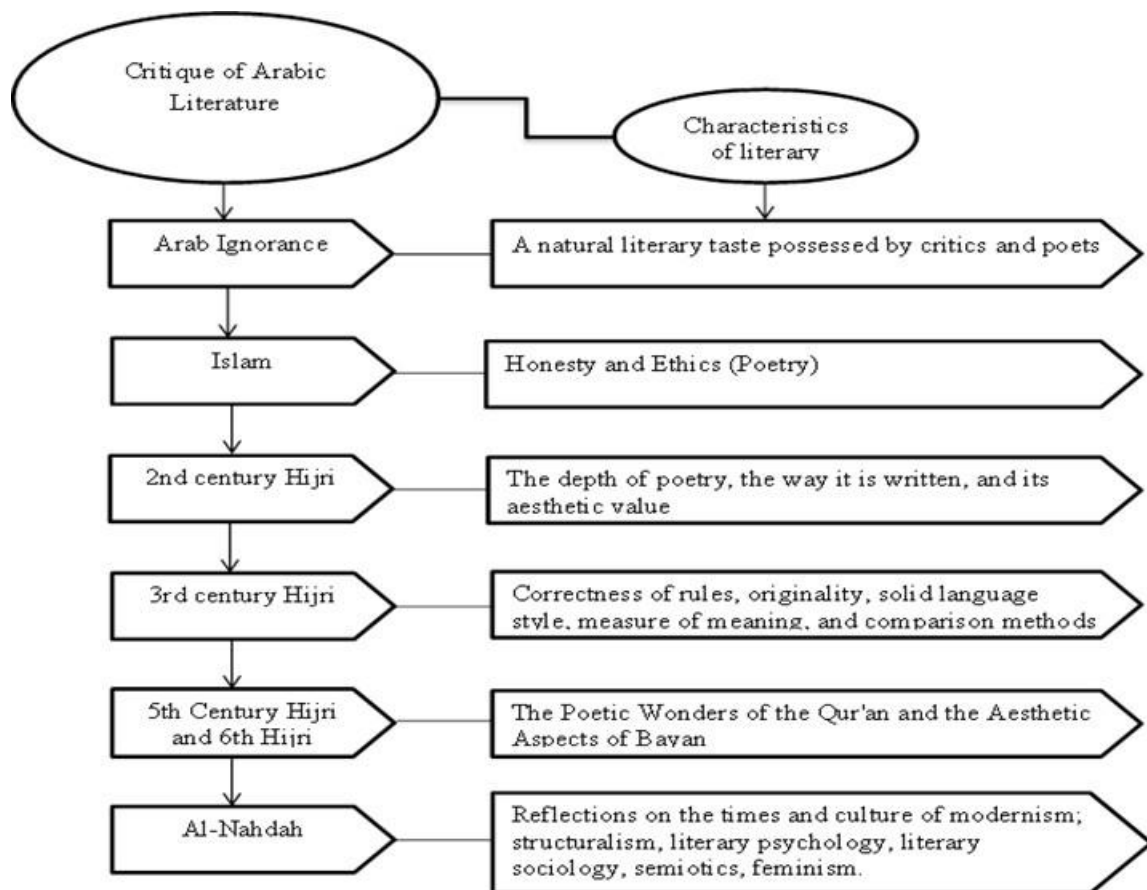 Critique of Arabic
Literature
Characteristics
of literary
Arab Ignorance
A natural literary taste possessed by critics and poets
Islam
Honesty and Ethics (Poetry)
2nd century Hijri
The depth of poetry, the way it is written, and its
aesthetic value
3rd century Hijri
Correctness of rules, originality, solid language
style, measure of meaning, and comparison methods
5th Century Hijri
and 6th Hijri
The Poetic Wonders of the Qur'an and the Aesthetic
Aspects of Bayan
Al-Nahdah
Reflections on the times and culture of modernism;
structuralism, literary psychology, literary
sociology, semiotics, feminism.